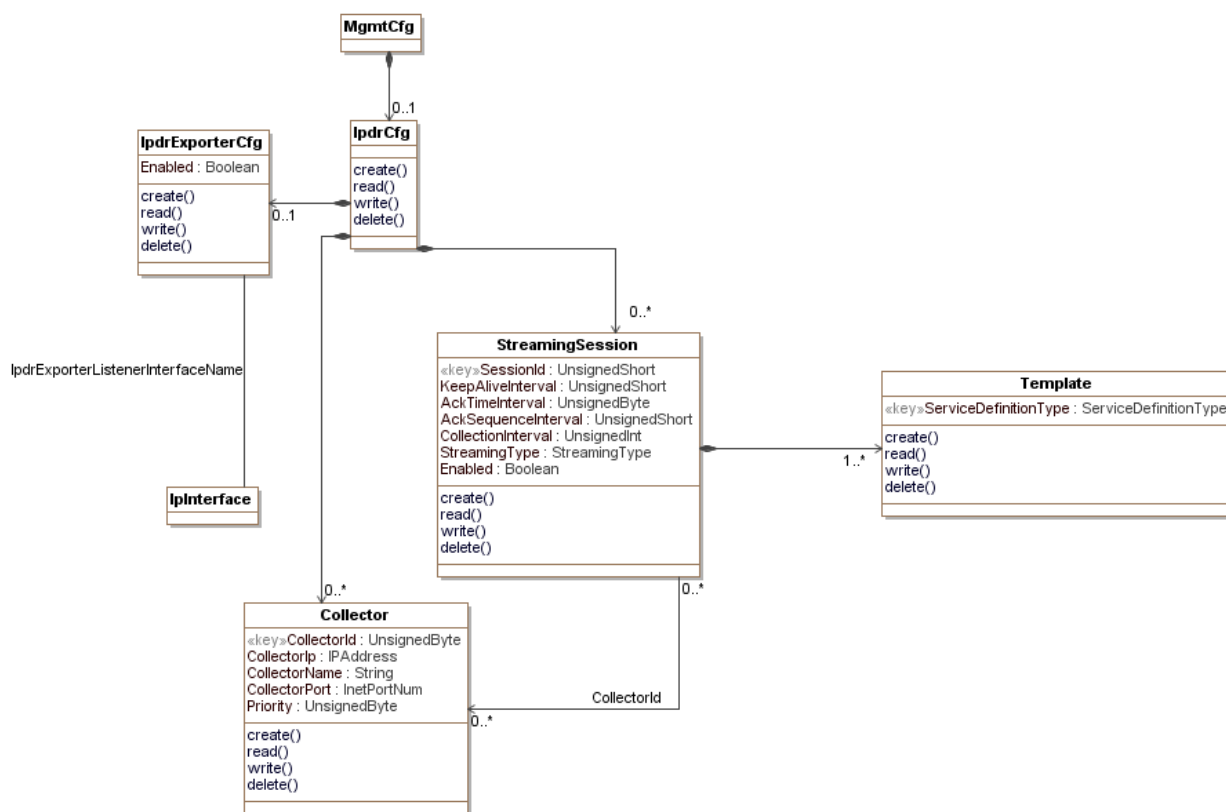 MgmtCfg
0..1
IpdrExporterCfg
Enabled : Boolean
create()
read()
write()
delete()
0..1
IpdrCfg
create()
read()
write()
delete()
IpdrExporterListenerInterfaceName
IpInterface
0..*
StreamingSession
«key»SessionId : UnsignedShort
KeepAliveInterval : UnsignedShort
AckTimeInterval : UnsignedByte
AckSequenceInterval : UnsignedShort
CollectionInterval : UnsignedInt
StreamingType : StreamingType
Enabled : Boolean
create()
read()
write()
delete()
1..*
Template
«key»ServiceDefinitionType : ServiceDefinitionType
create()
read()
write()
delete()
0..*
0..*
Collector
«key»CollectorId : UnsignedByte
CollectorIp : IPAddress
CollectorName : String
CollectorPort : InetPortNum
Priority : UnsignedByte
create()
read()
write()
delete()
CollectorId
0..*